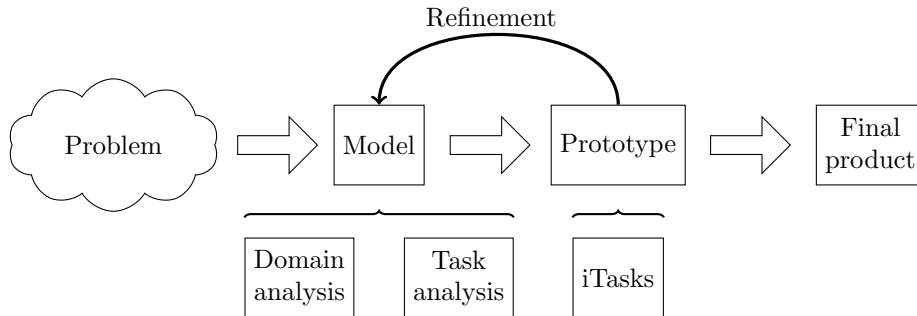 Refinement
Problem
Model
Prototype
Final
product
Domain
analysis
Task
analysis
iTasks